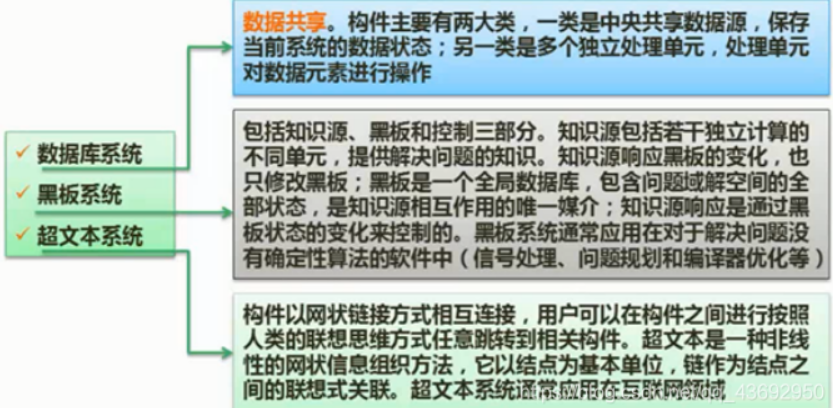 数据共享。构件主要有两大类，一类是中央共享数据源，保存
当前系统的数据状态；另一类是多个独立处理单元，处理单元
对数据元素进行操作
数据库系统
黑板系统
超文本系统
包括知识源、黑板和控制三部分。知识源包括若干独立计算的
不同单元，提供解决问题的知识。知识源响应黑板的变化，也
只修改黑板；黑板是一个全局数据库，包含问题域解空间的全
部状态，是知识源相互作用的唯一媒介；知识源响应是通过黑
板状态的变化来控制的。黑板系统通常应用在对于解决问题没
有确定性算法的软件中（信号处理、问题规划和编译器优化等）
构件以网状链接方式相互连接，用户可以在构件之间进行按照
人类的联想思维方式任意跳转到相关构件。超文本是一种非线
性的网状信息组织方法，它以结点为基本单位，链作为结点之
间的联想式关联。超文本系统通常应用在互联网领域
https://blog.csdn.net/qq_43692950